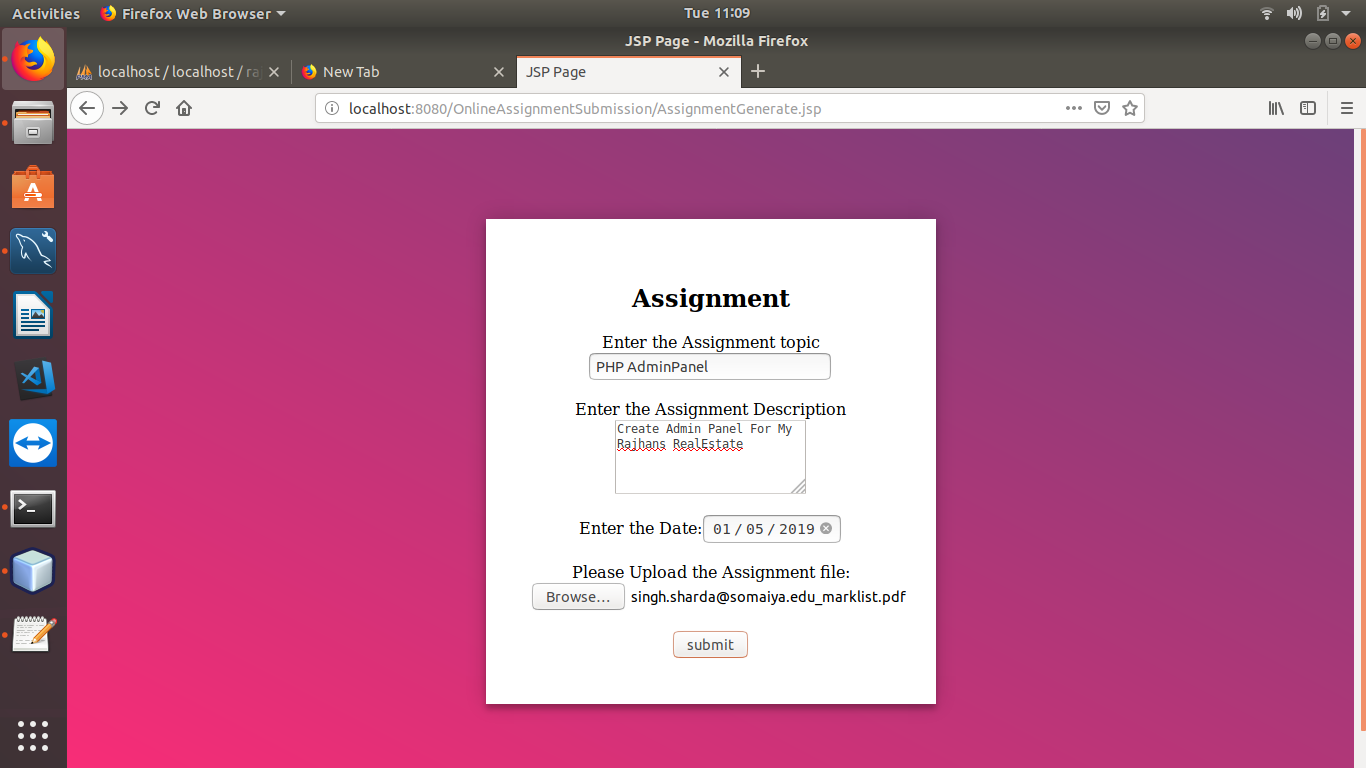 Activities Firefox Web Browser Tue 11:09
JSP Page - Mozilla Firefox
localhost / localhost / ra New Tab JSP Page
localhost:8080/OnlineAssignmentSubmission/AssignmentGenerate.jsp
Assignment
Enter the Assignment topic
PHP AdminPanel
Enter the Assignment Description
Create Admin Panel For My
Rajhans RealEstate
Enter the Date: 01 / 05 / 2019
Please Upload the Assignment file:
Browse... singh.sharda@somaiya.edu_marklist.pdf
submit